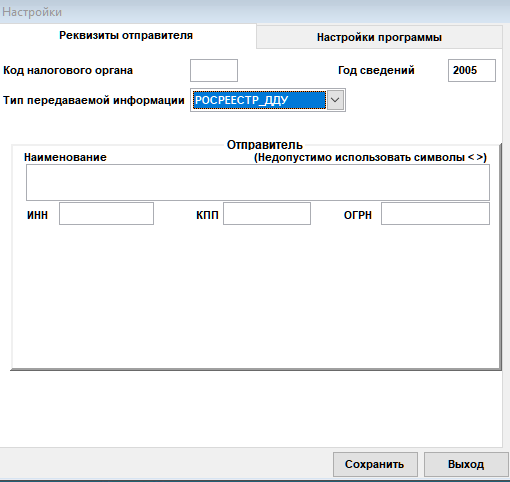 Настройки
Реквизиты отправителя
Настройки программы
Код налогового органа
Год сведений 2005
Тип передаваемой информации РОСРЕЕСТР_ДДУ
Отправитель
Наименование (Недопустимо использовать символы < >)
ИНН КПП ОГРН
Сохранить Выход